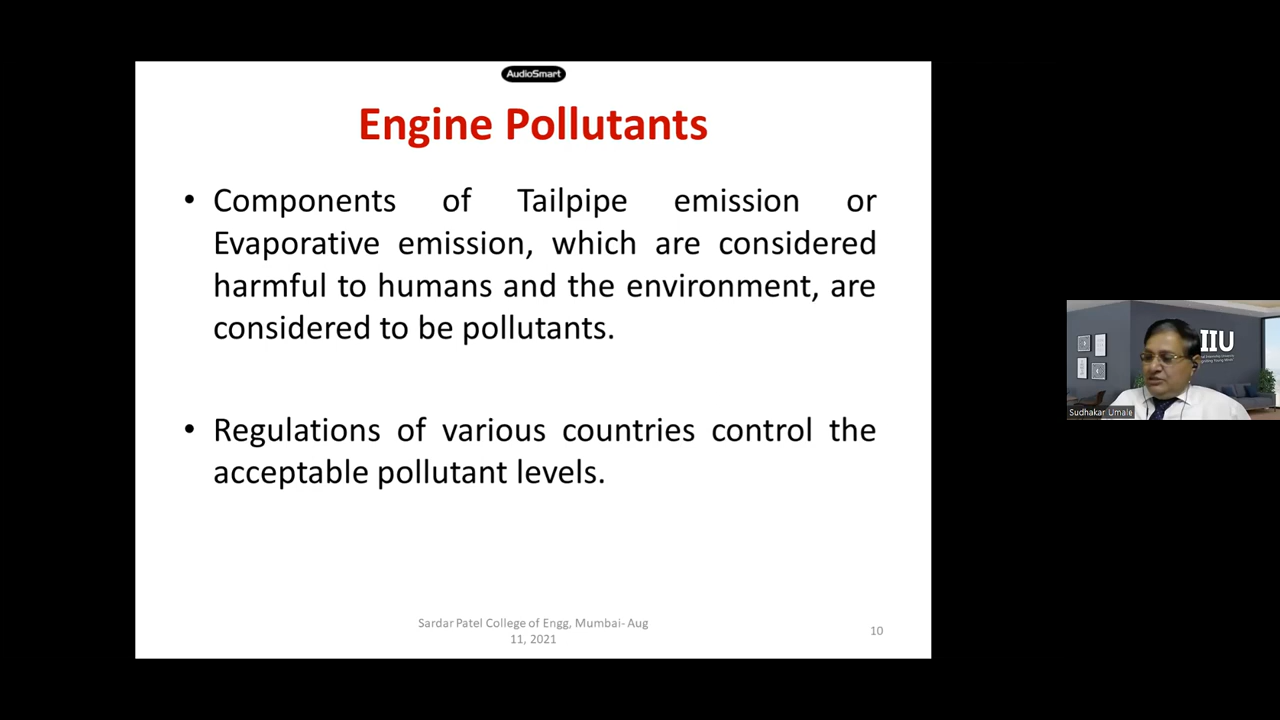 AudioSmart
Engine Pollutants
• Components of Tailpipe emission or
Evaporative emission, which are considered
harmful to humans and the environment, are
considered to be pollutants.
• Regulations of various countries control the
acceptable pollutant levels.
Sardar Patel College of Engg, Mumbai- Aug
11, 2021
10
IIU
Sudhakar Umale